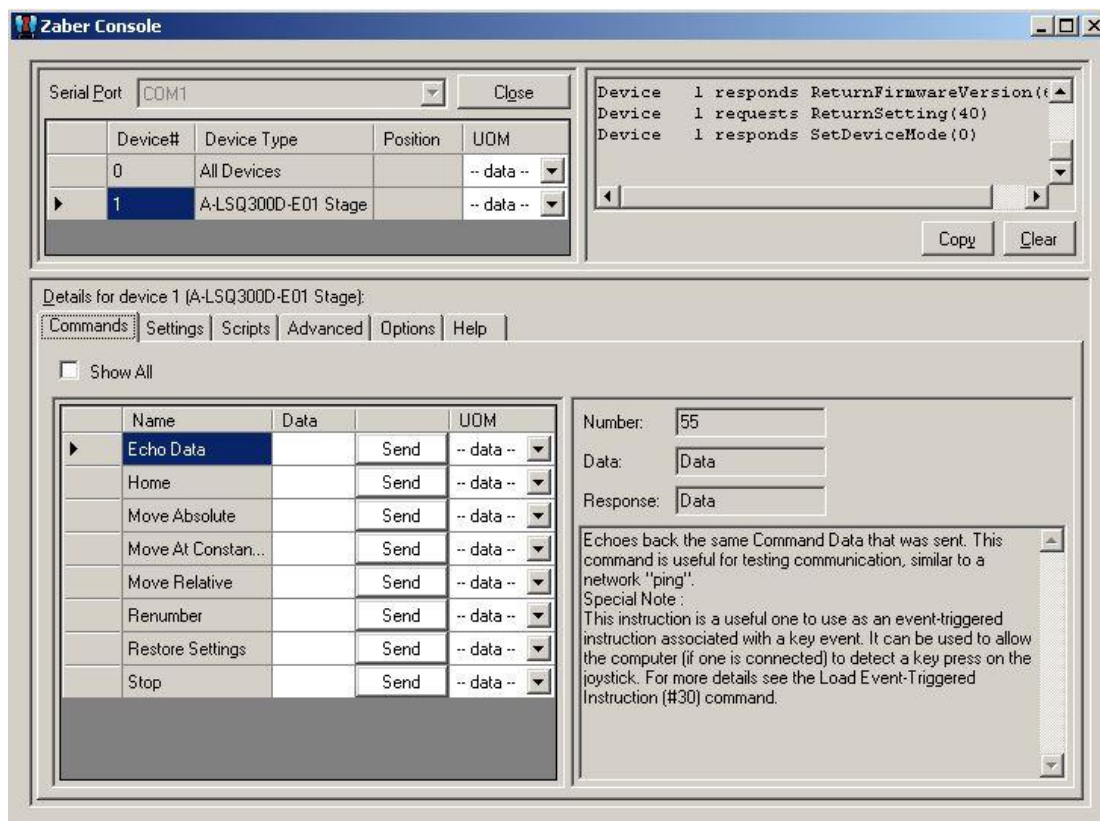 Zaber Console
Serial Port COM1 Close
Device# Device Type Position UOM
0 All Devices -- data --
1 A-LSQ300D-E01 Stage -- data --
Device 1 responds ReturnFirmwareVersion(
Device 1 requests ReturnSetting(40)
Device 1 responds SetDeviceMode(0)
Copy Clear
Details for device 1 (A-LSQ300D-E01 Stage):
Commands Settings Scripts Advanced Options Help
Show All
Name Data UOM
Echo Data Send -- data --
Home Send -- data --
Move Absolute Send -- data --
Move At Constan... Send -- data --
Move Relative Send -- data --
Renumber Send -- data --
Restore Settings Send -- data --
Stop Send -- data --
Number: 55
Data: Data
Response: Data
Echoes back the same Command Data that was sent. This
command is useful for testing communication, similar to a
network "ping".
Special Note :
This instruction is a useful one to use as an event-triggered
instruction associated with a key event. It can be used to allow
the computer (if one is connected) to detect a key press on the
joystick. For more details see the Load Event-Triggered
Instruction (#30) command.